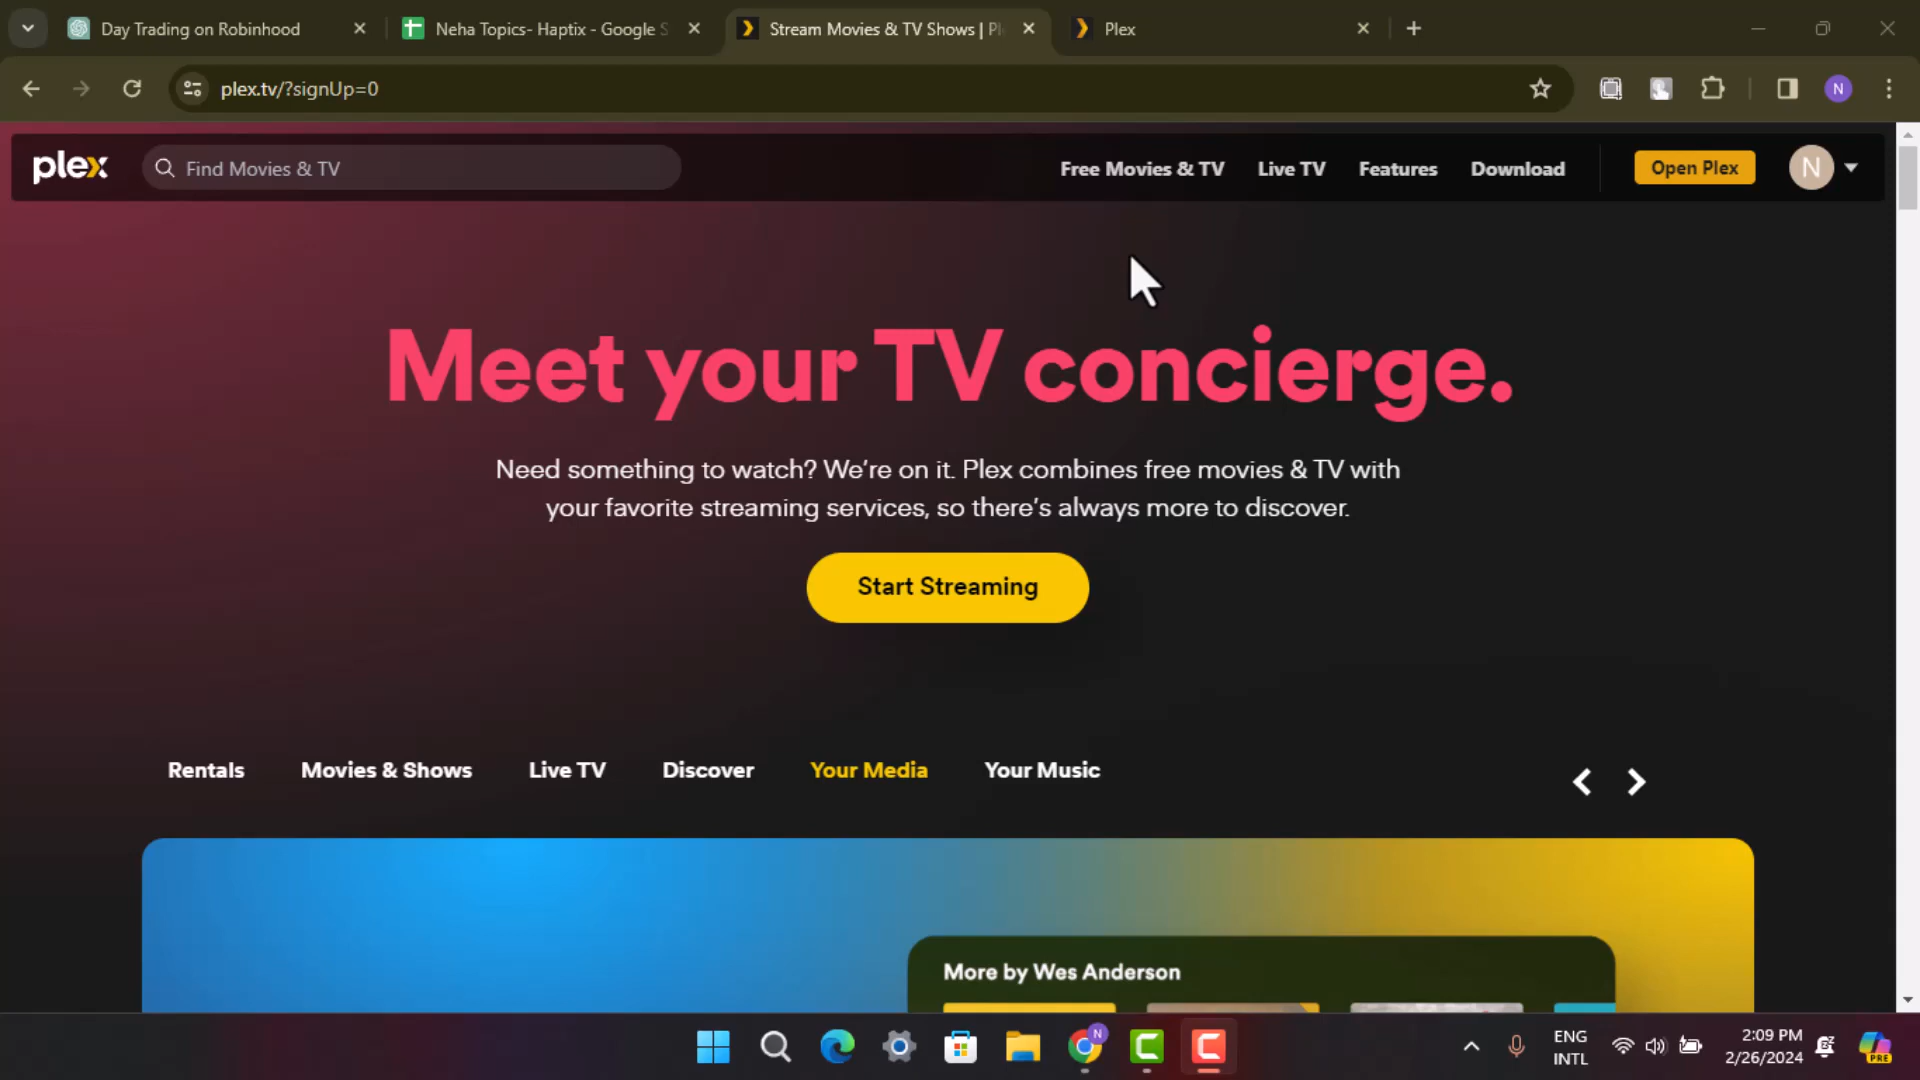 Day Trading on Robinhood
Neha Topics- Haptix - Google S
Stream Movies & TV Shows | Pl
Plex
plex.tv/?signUp=0
N
plex
Find Movies & TV
Free Movies & TV
Live TV
Features
Download
Open Plex
N
Meet your TV concierge.
Need something to watch? We're on it. Plex combines free movies & TV with
your favorite streaming services, so there's always more to discover.
Start Streaming
Rentals
Movies & Shows
Live TV
Discover
Your Media
Your Music
More by Wes Anderson
N
ENG
INTL
2:09 PM
2/26/2024
PRE